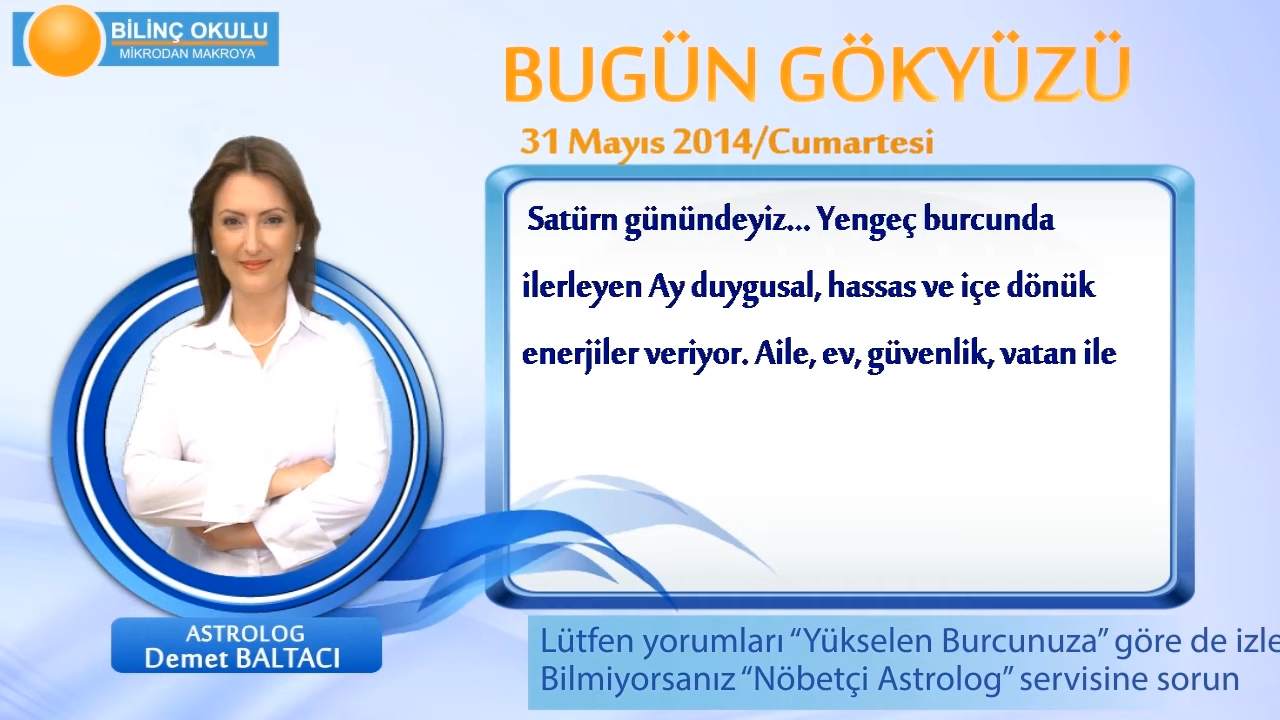 BİLİNÇ OKULU
MİKRODAN MAKROYA
BUGÜN GÖKYÜZÜ
31 Mayıs 2014/Cumartesi
Satürn günündeyiz... Yengeç burcunda
ilerleyen Ay duygusal, hassas ve içe dönük
enerjiler veriyor. Aile, ev, güvenlik, vatan ile
ASTROLOG
Demet BALTACI
Lütfen yorumları “Yükselen Burcunuza” göre de izle
Bilmiyorsanız “Nöbetçi Astrolog” servisine sorun